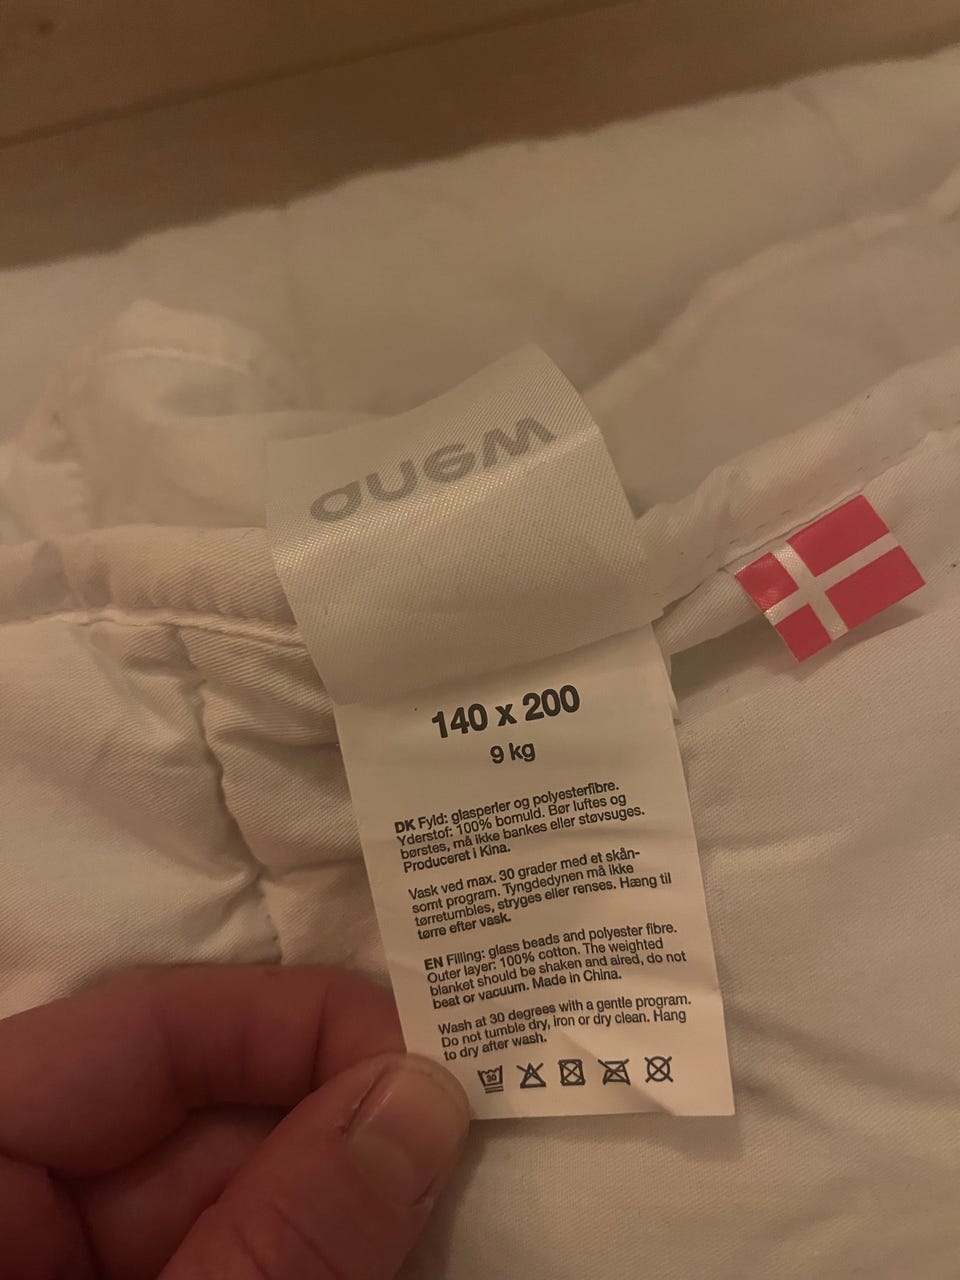 140 x 200
9 kg
DK Fyld: glasperler og polyesterfibre.
Yderstof: 100% bomuld. Bør luftes og
børstes, må ikke bankes eller støvsuges.
Produceret i Kina.
Vask ved max. 30 grader med et skån-
somt program. Tyngdedynen må ikke
tørretumbles, stryges eller renses. Hæng til
tørre efter vask.
EN Filling: glass beads and polyester fibre.
Outer layer: 100% cotton. The weighted
blanket should be shaken and aired, do not
beat or vacuum. Made in China.
Wash at 30 degrees with a gentle program.
Do not tumble dry, iron or dry clean. Hang
to dry after wash.
30